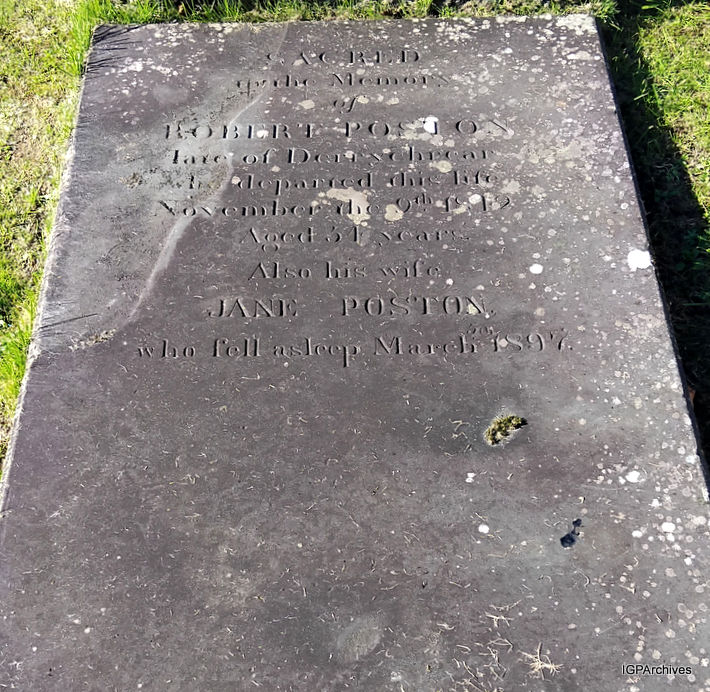 SACRED
to the Memory
of
ROBERT POSTON
late of Derrychrear
who departed this life
November the 9th
Aged 54 years.
Also his wife
JANE POSTON,
who fell asleep March 1897.
IGPArchives